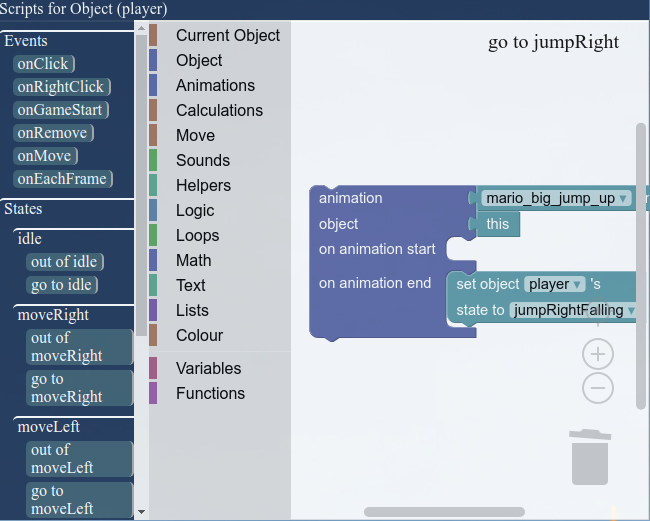 Scripts for Object (player)
Events
onClick
onRightClick
onGameStart
onRemove
onMove
onEachFrame
States
idle
out of idle
go to idle
moveRight
out of
moveRight
go to
moveRight
moveLeft
out of
moveLeft
go to
moveLeft
Current Object
Object
Animations
Calculations
Move
Sounds
Helpers
Logic
Loops
Math
Text
Lists
Colour
Variables
Functions
go to jumpRight
animation mario_big_jump_up
object this
on animation start
on animation end set object player 's
state to jumpRightFalling